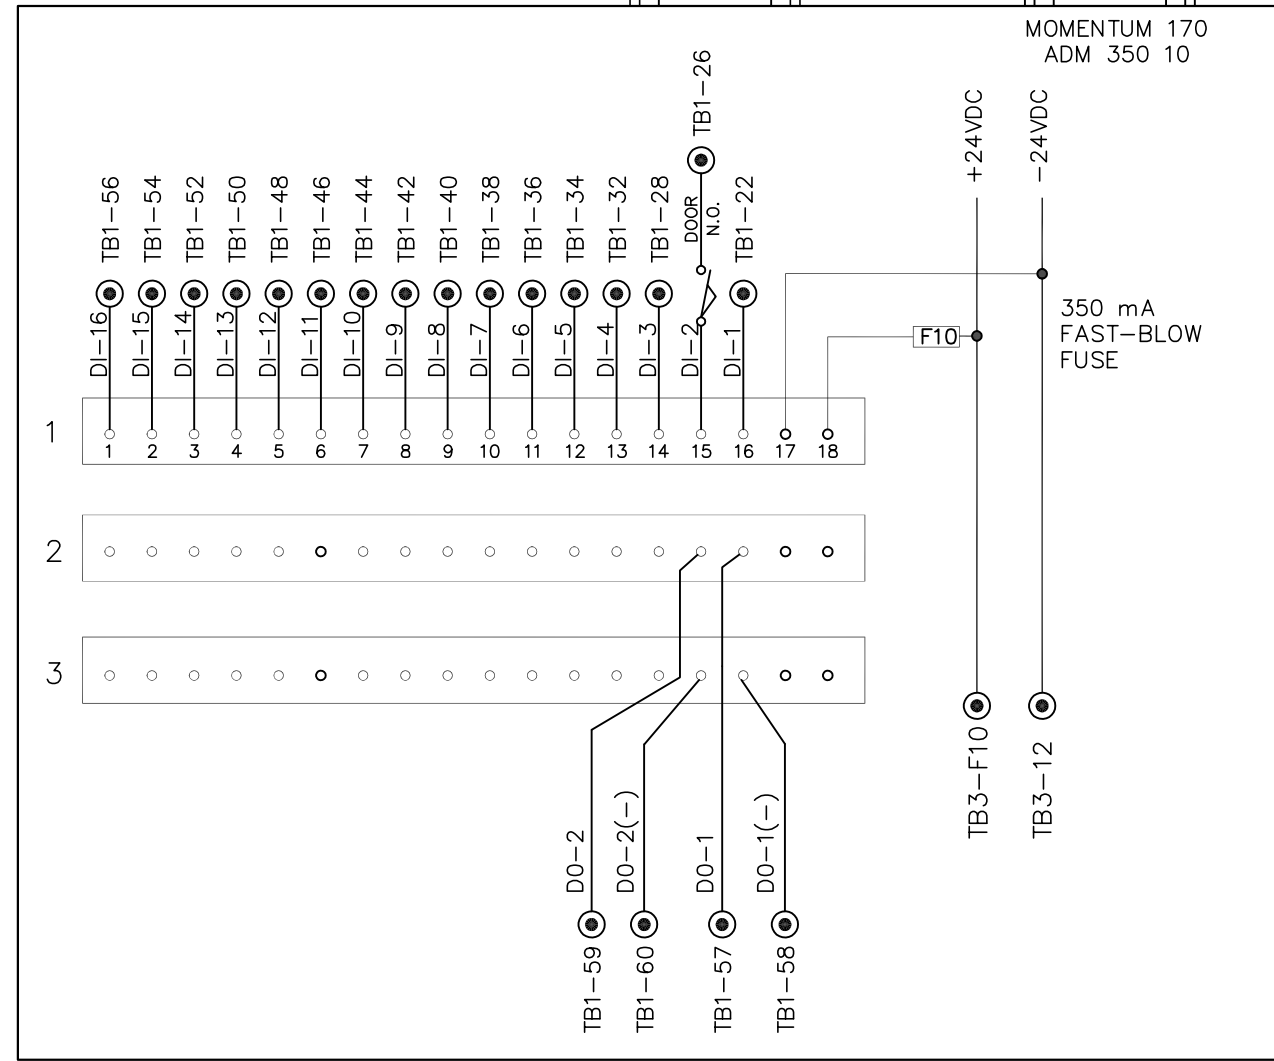 MOMENTUM 170
ADM 350 10
+24VDC
-24VDC
TB1-26
DOOR
N.O.
TB1-56
TB1-54
TB1-52
TB1-50
TB1-48
TB1-46
TB1-44
TB1-42
TB1-40
TB1-38
TB1-36
TB1-34
TB1-32
TB1-28
TB1-22
DI-16
DI-15
DI-14
DI-13
DI-12
DI-11
DI-10
DI-9
DI-8
DI-7
DI-6
DI-5
DI-4
DI-3
DI-2
DI-1
F10
350 mA
FAST-BLOW
FUSE
1
1 2 3 4 5 6 7 8 9 10 11 12 13 14 15 16 17 18
2
3
TB3-F10
TB3-12
DO-2
DO-2(-)
DO-1
DO-1(-)
TB1-59
TB1-60
TB1-57
TB1-58